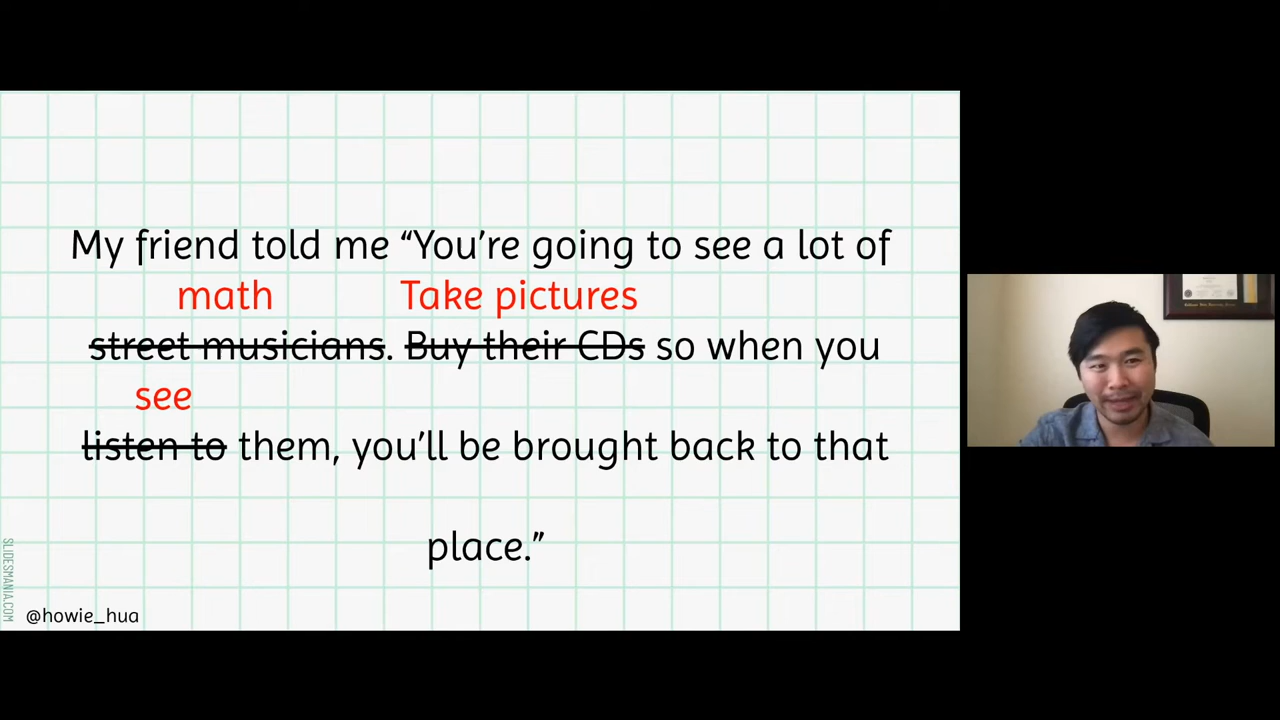 My friend told me “You’re going to see a lot of
math Take pictures
street musicians. Buy their CDs so when you
see
listen to them, you’ll be brought back to that
place.”
SLIDESMANIA.COM
@howie_hua